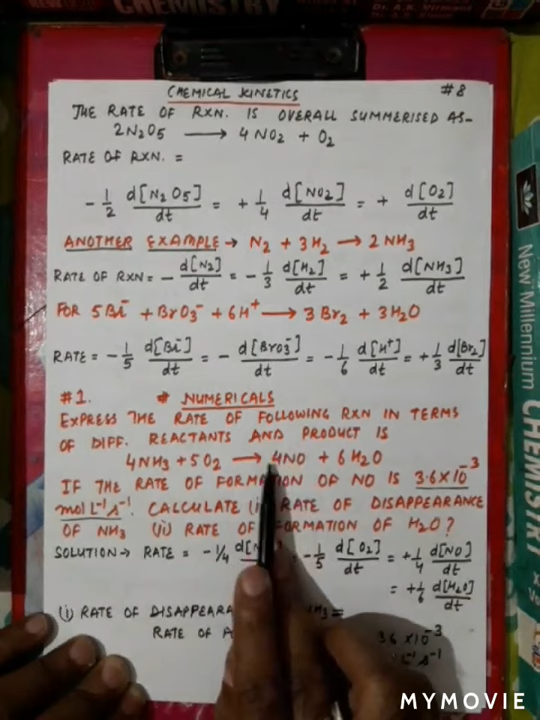 CHEMISTRY
Dr. A.K. Virmani
New Millennium
CHEMICAL KINETICS #8
THE RATE OF RXN. IS OVERALL SUMMERISED AS-
2N₂O₅ ⟶ 4NO₂ + O₂
RATE OF RXN. =
- 1/2 d[N₂O₅]/dt = + 1/4 d[NO₂]/dt = + d[O₂]/dt
ANOTHER EXAMPLE → N₂ + 3H₂ → 2NH₃
RATE OF RXN = - d[N₂]/dt = - 1/3 d[H₂]/dt = + 1/2 d[NH₃]/dt
FOR 5Br⁻ + BrO₃⁻ + 6H⁺ ⟶ 3Br₂ + 3H₂O
RATE = - 1/5 d[Br⁻]/dt = - d[BrO₃⁻]/dt = - 1/6 d[H⁺]/dt = + 1/3 d[Br₂]/dt
#1. # NUMERICALS
EXPRESS THE RATE OF FOLLOWING RXN IN TERMS
OF DIFF. REACTANTS AND PRODUCT IS
4NH₃ + 5O₂ ⟶ 4NO + 6H₂O
IF THE RATE OF FORMATION OF NO IS 3.6×10⁻³
mol L⁻¹ s⁻¹. CALCULATE (i) RATE OF DISAPPEARANCE
OF NH₃ (ii) RATE OF FORMATION OF H₂O?
SOLUTION → RATE = - 1/4 d[N - 1/5 d[O₂]/dt = + 1/4 d[NO]/dt
= + 1/6 d[H₂O]/dt
(i) RATE OF DISAPPEARA =
RATE OF 3.6 ×10⁻³
L⁻¹ s⁻¹
MYMOVIE